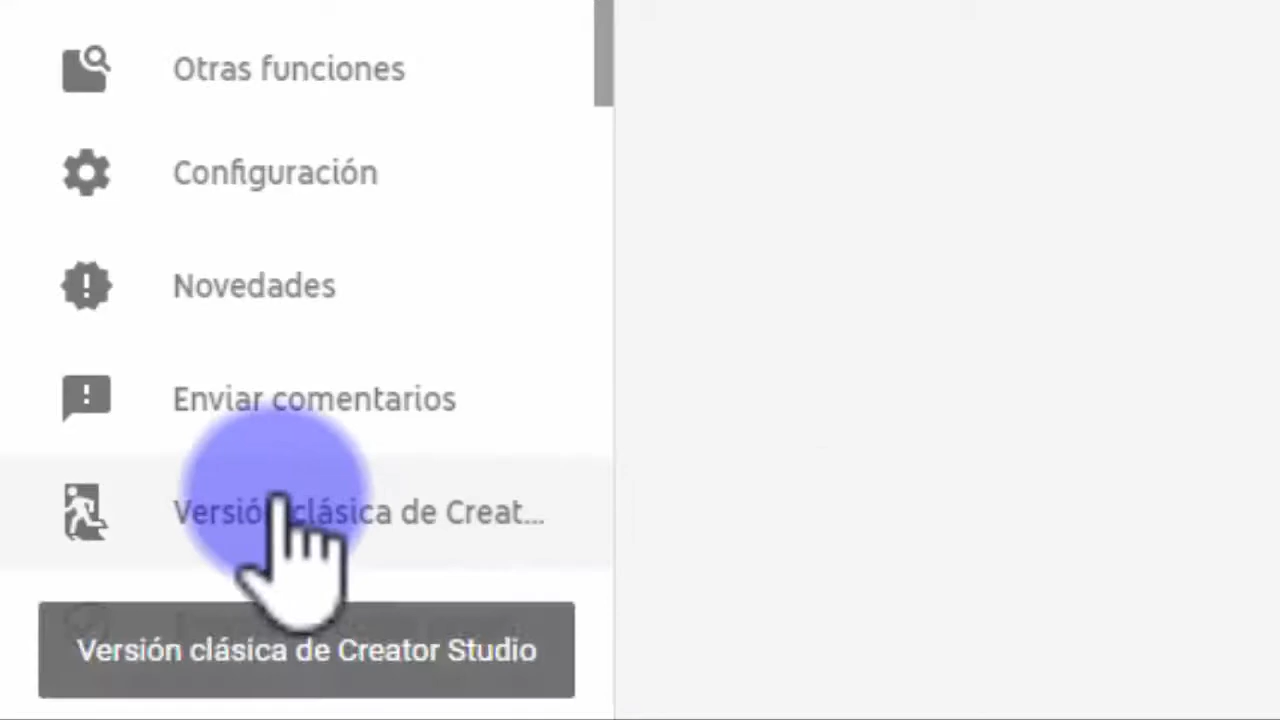 Otras funciones
Configuración
Novedades
Enviar comentarios
Versión clásica de Creat...
Versión clásica de Creator Studio